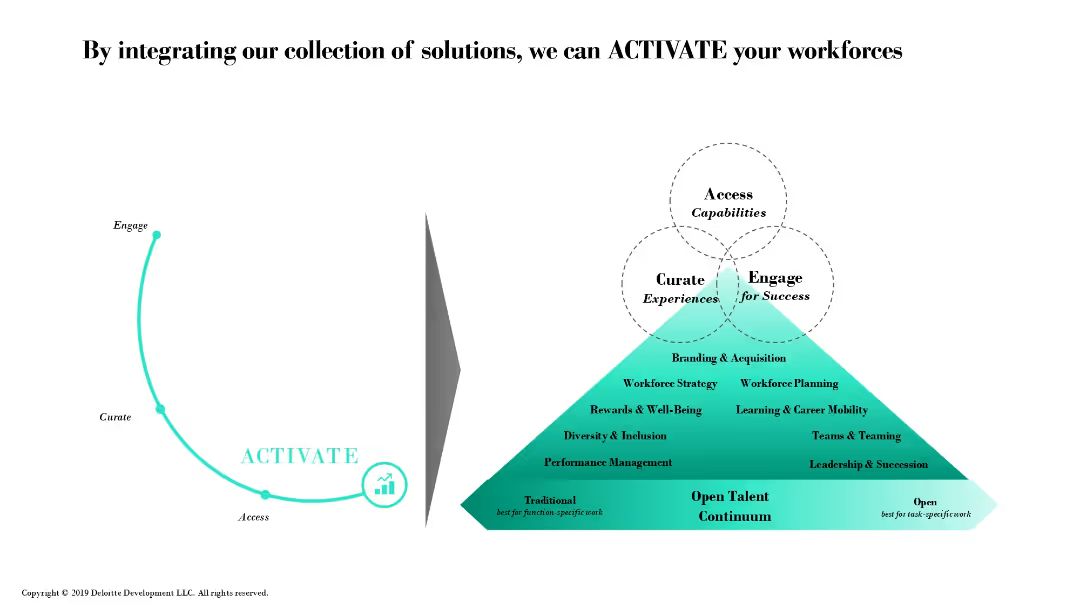 By integrating our collection of solutions, we can ACTIVATE your workforces
Engage
Curate
ACTIVATE
Access
Access
Capabilities
Curate
Experiences
Engage
for Success
Branding & Acquisition
Workforce Strategy
Workforce Planning
Rewards & Well-Being
Learning & Career Mobility
Diversity & Inclusion
Teams & Teaming
Performance Management
Leadership & Succession
Traditional
best for function-specific work
Open Talent
Continuum
Open
best for task-specific work
Copyright © 2019 Deloitte Development LLC. All rights reserved.